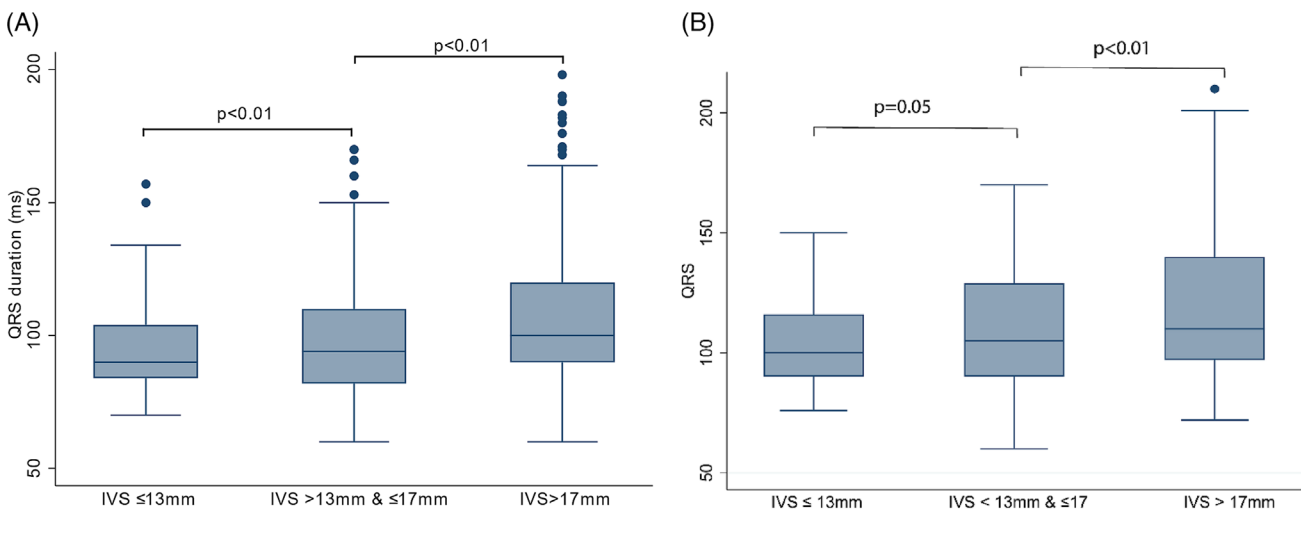 (A)
p<0.01
p<0.01
QRS duration (ms)
200
150
100
50
IVS ≤13mm
IVS >13mm & ≤17mm
IVS>17mm
(B)
p<0.01
p=0.05
QRS
200
150
100
50
IVS ≤ 13mm
IVS < 13mm & ≤17
IVS > 17mm